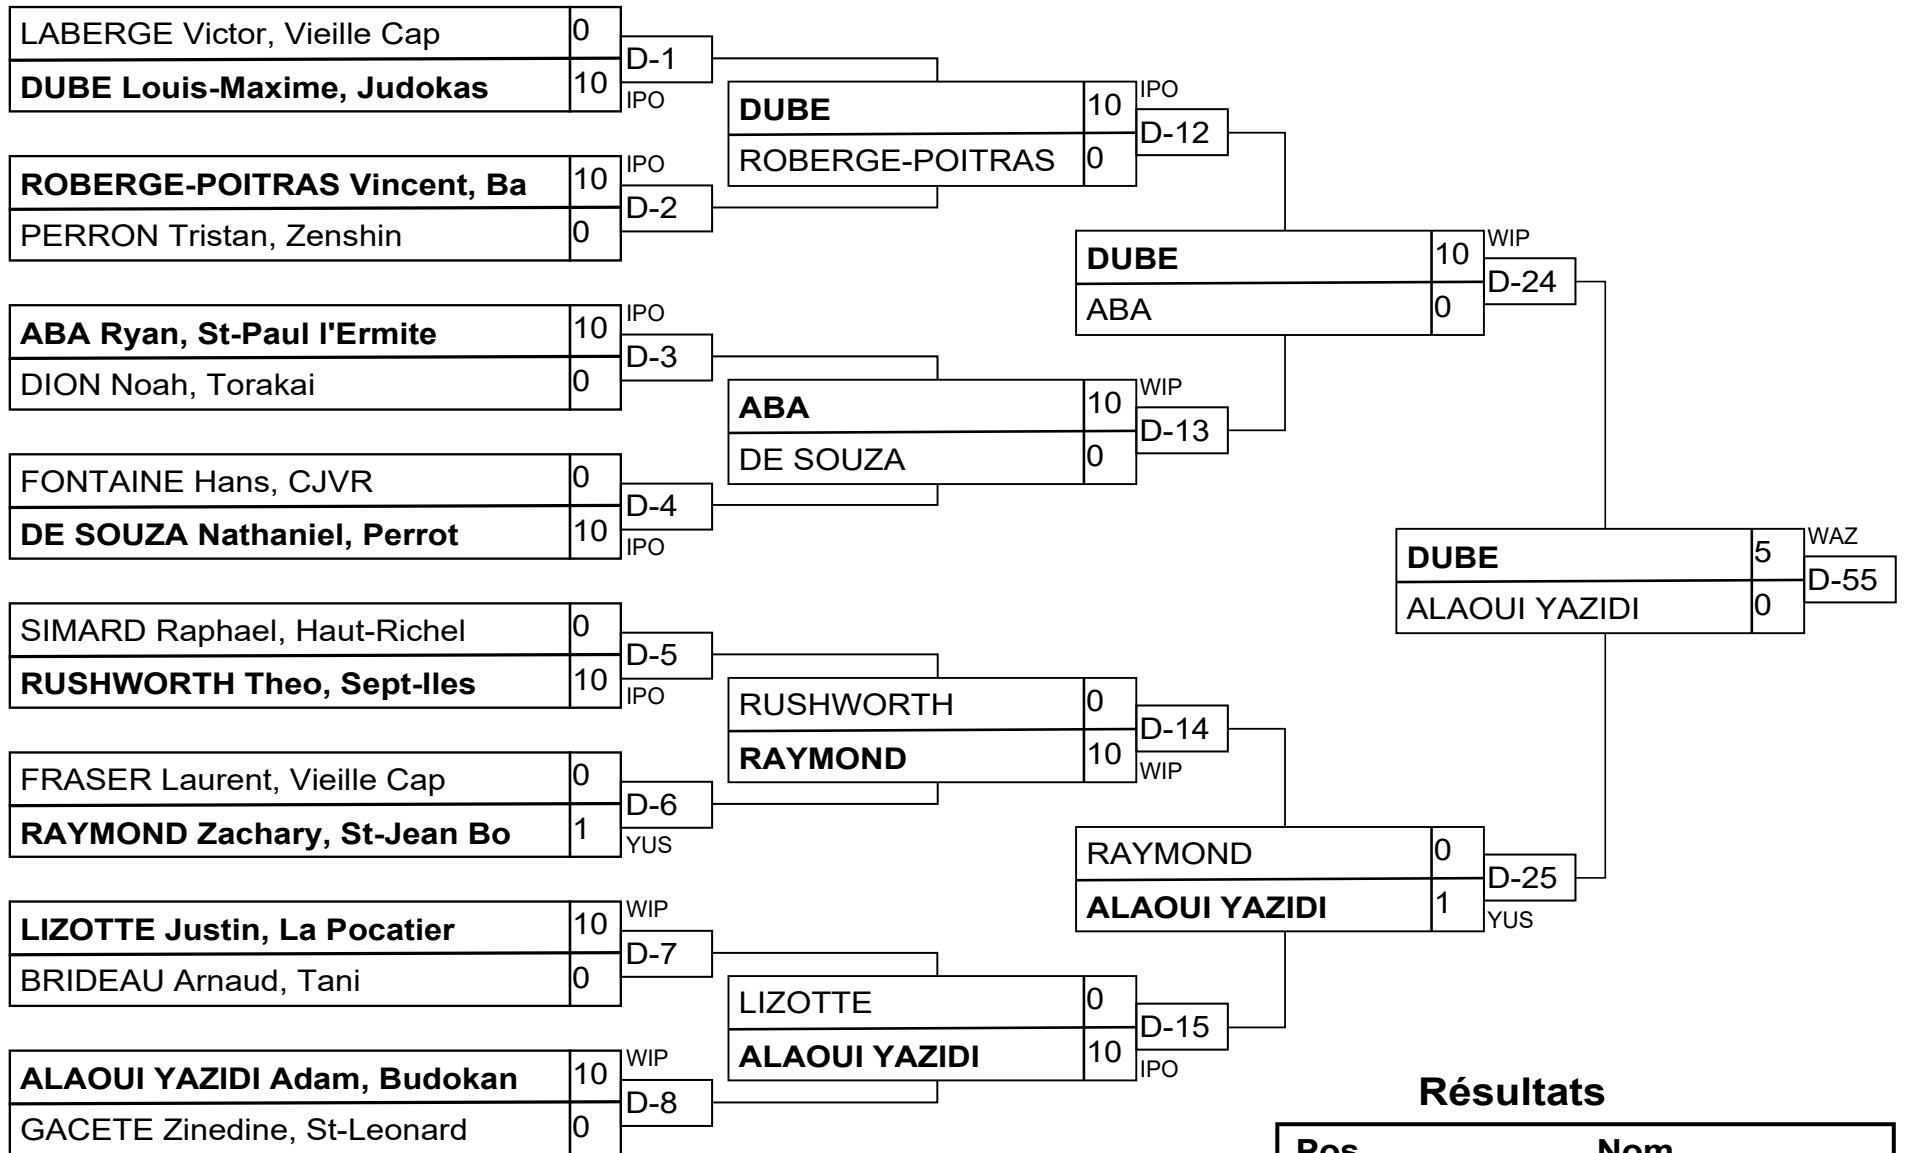 LABERGE Victor, Vieille Cap 0
D-1
DUBE Louis-Maxime, Judokas 10
IPO
ROBERGE-POITRAS Vincent, Ba 10
IPO
D-2
PERRON Tristan, Zenshin 0
ABA Ryan, St-Paul l'Ermite 10
IPO
D-3
DION Noah, Torakai 0
FONTAINE Hans, CJVR 0
D-4
DE SOUZA Nathaniel, Perrot 10
IPO
SIMARD Raphael, Haut-Richel 0
D-5
RUSHWORTH Theo, Sept-Iles 10
IPO
FRASER Laurent, Vieille Cap 0
D-6
RAYMOND Zachary, St-Jean Bo 1
YUS
LIZOTTE Justin, La Pocatier 10
WIP
D-7
BRIDEAU Arnaud, Tani 0
ALAOUI YAZIDI Adam, Budokan 10
WIP
D-8
GACETE Zinedine, St-Leonard 0
DUBE 10
IPO
D-12
ROBERGE-POITRAS 0
ABA 10
WIP
D-13
DE SOUZA 0
RUSHWORTH 0
D-14
RAYMOND 10
WIP
LIZOTTE 0
D-15
ALAOUI YAZIDI 10
IPO
DUBE 10
WIP
D-24
ABA 0
RAYMOND 0
D-25
ALAOUI YAZIDI 1
YUS
DUBE 5
WAZ
D-55
ALAOUI YAZIDI 0
Résultats
Pos Nom